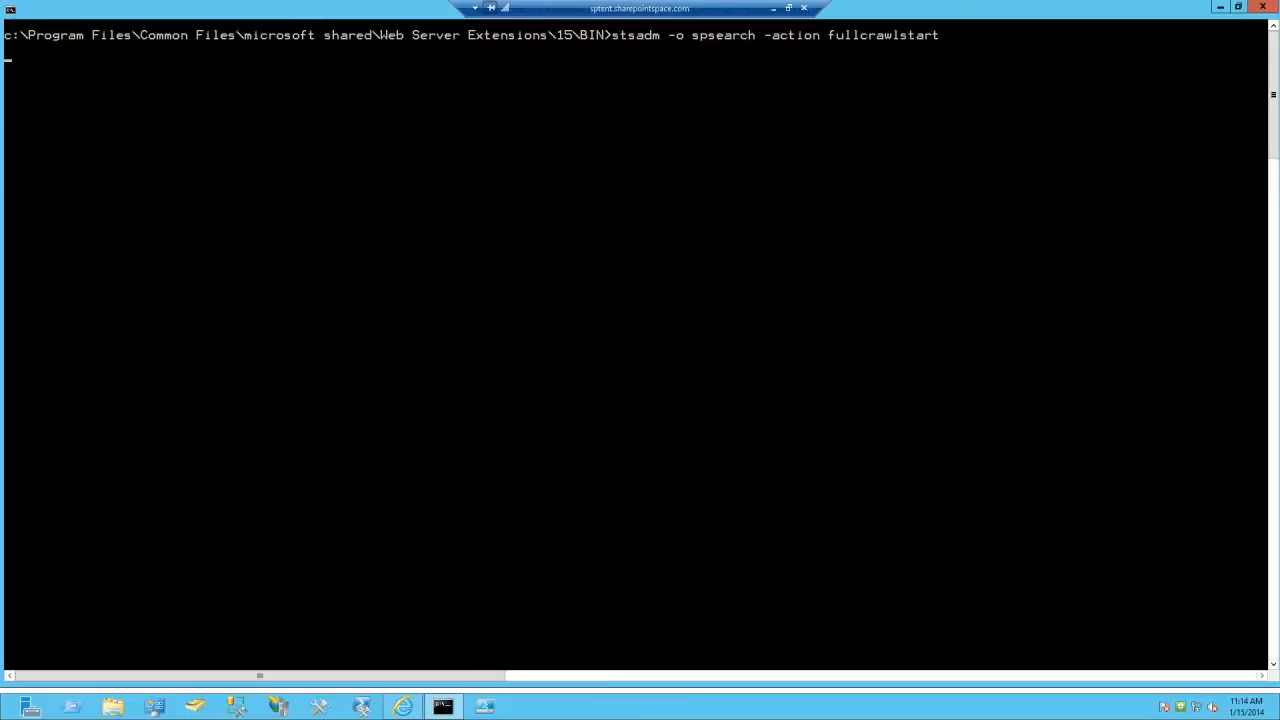 sptent.sharepointspace.com
c:\Program Files\Common Files\microsoft shared\Web Server Extensions\15\BIN>stsadm -o spsearch -action fullcrawlstart
11:14 AM
1/15/2014